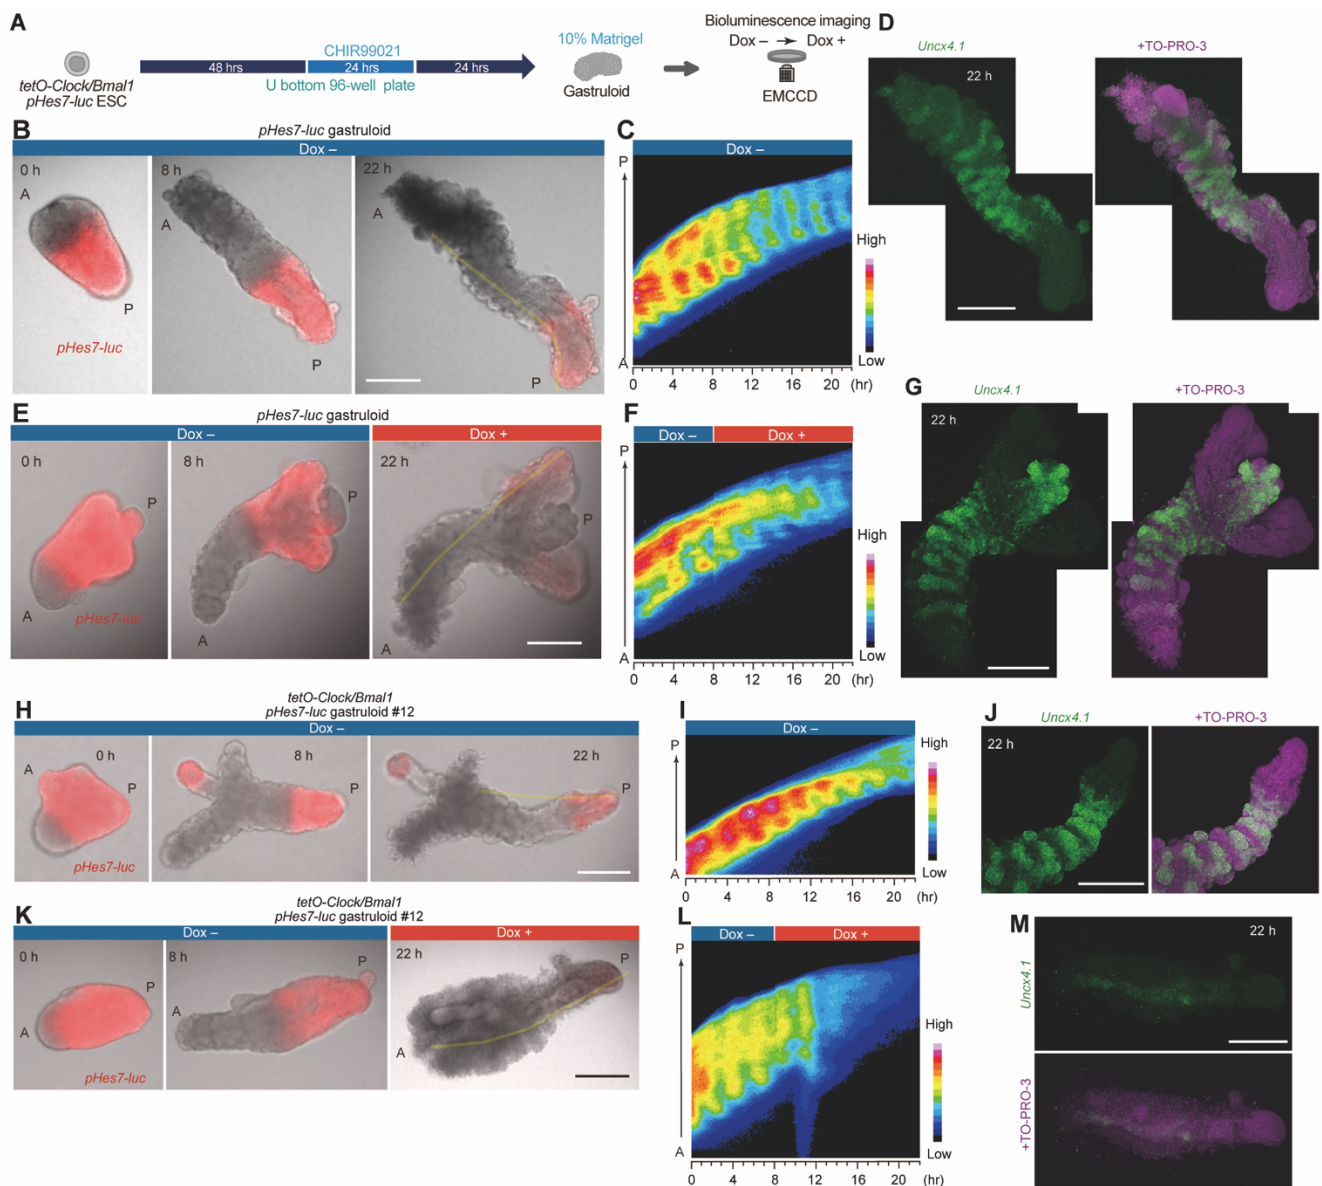 A
CHIR99021
48 hrs 24 hrs 24 hrs
U bottom 96-well plate
tetO-Clock/Bmal1
pHes7-luc ESC
10% Matrigel
Gastruloid
Bioluminescence imaging
Dox – Dox +
EMCCD
B
pHes7-luc gastruloid
Dox –
0 h
A
P
pHes7-luc
8 h
A
P
22 h
A
P
C
Dox –
P
A
High
Low
0 4 8 12 16 20 (hr)
D
Uncx4.1
+TO-PRO-3
22 h
E
pHes7-luc gastruloid
Dox –
Dox +
0 h
P
A
pHes7-luc
8 h
P
A
22 h
F
Dox – Dox +
P
A
High
Low
0 4 8 12 16 20 (hr)
G
Uncx4.1
+TO-PRO-3
22 h
H
tetO-Clock/Bmal1
pHes7-luc gastruloid #12
Dox –
A
0 h
P
pHes7-luc
8 h
22 h
P
I
Dox –
P
A
High
Low
0 4 8 12 16 20 (hr)
J
Uncx4.1
+TO-PRO-3
22 h
K
tetO-Clock/Bmal1
pHes7-luc gastruloid #12
Dox –
Dox +
0 h
P
A
pHes7-luc
8 h
P
A
22 h
P
A
L
Dox – Dox +
P
A
High
Low
0 4 8 12 16 20 (hr)
M
22 h
Uncx4.1
+TO-PRO-3